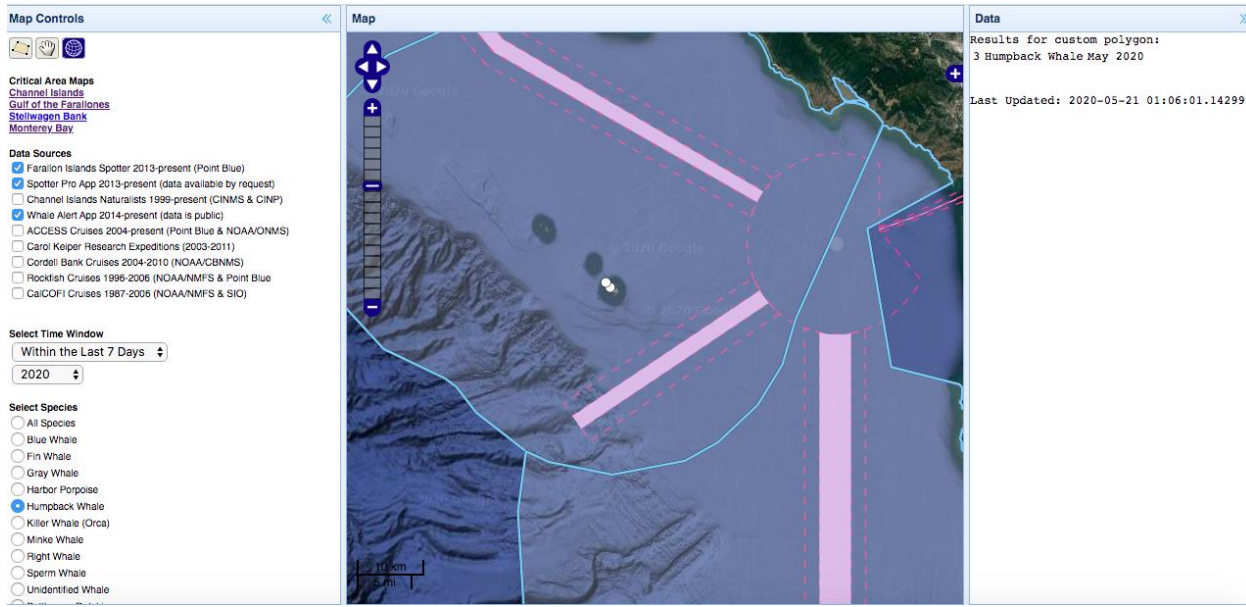 Map Controls
Critical Area Maps
Channel Islands
Gulf of the Farallones
Stellwagen Bank
Monterey Bay
Data Sources
Farallon Islands Spotter 2013-present (Point Blue)
Spotter Pro App 2013-present (data available by request)
Channel Islands Naturalists 1999-present (CINMS & CINP)
Whale Alert App 2014-present (data is public)
ACCESS Cruises 2004-present (Point Blue & NOAA/ONMS)
Carol Keiper Research Expeditions (2003-2011)
Cordell Bank Cruises 2004-2010 (NOAA/CBNMS)
Rockfish Cruises 1996-2006 (NOAA/NMFS & Point Blue
CalCOFI Cruises 1987-2006 (NOAA/NMFS & SIO)
Select Time Window
Within the Last 7 Days
2020
Select Species
All Species
Blue Whale
Fin Whale
Gray Whale
Harbor Porpoise
Humpback Whale
Killer Whale (Orca)
Minke Whale
Right Whale
Sperm Whale
Unidentified Whale
Map
2020 Google
© 2020 Google
10 km
5 mi
Data
Results for custom polygon:
3 Humpback Whale May 2020
Last Updated: 2020-05-21 01:06:01.14299